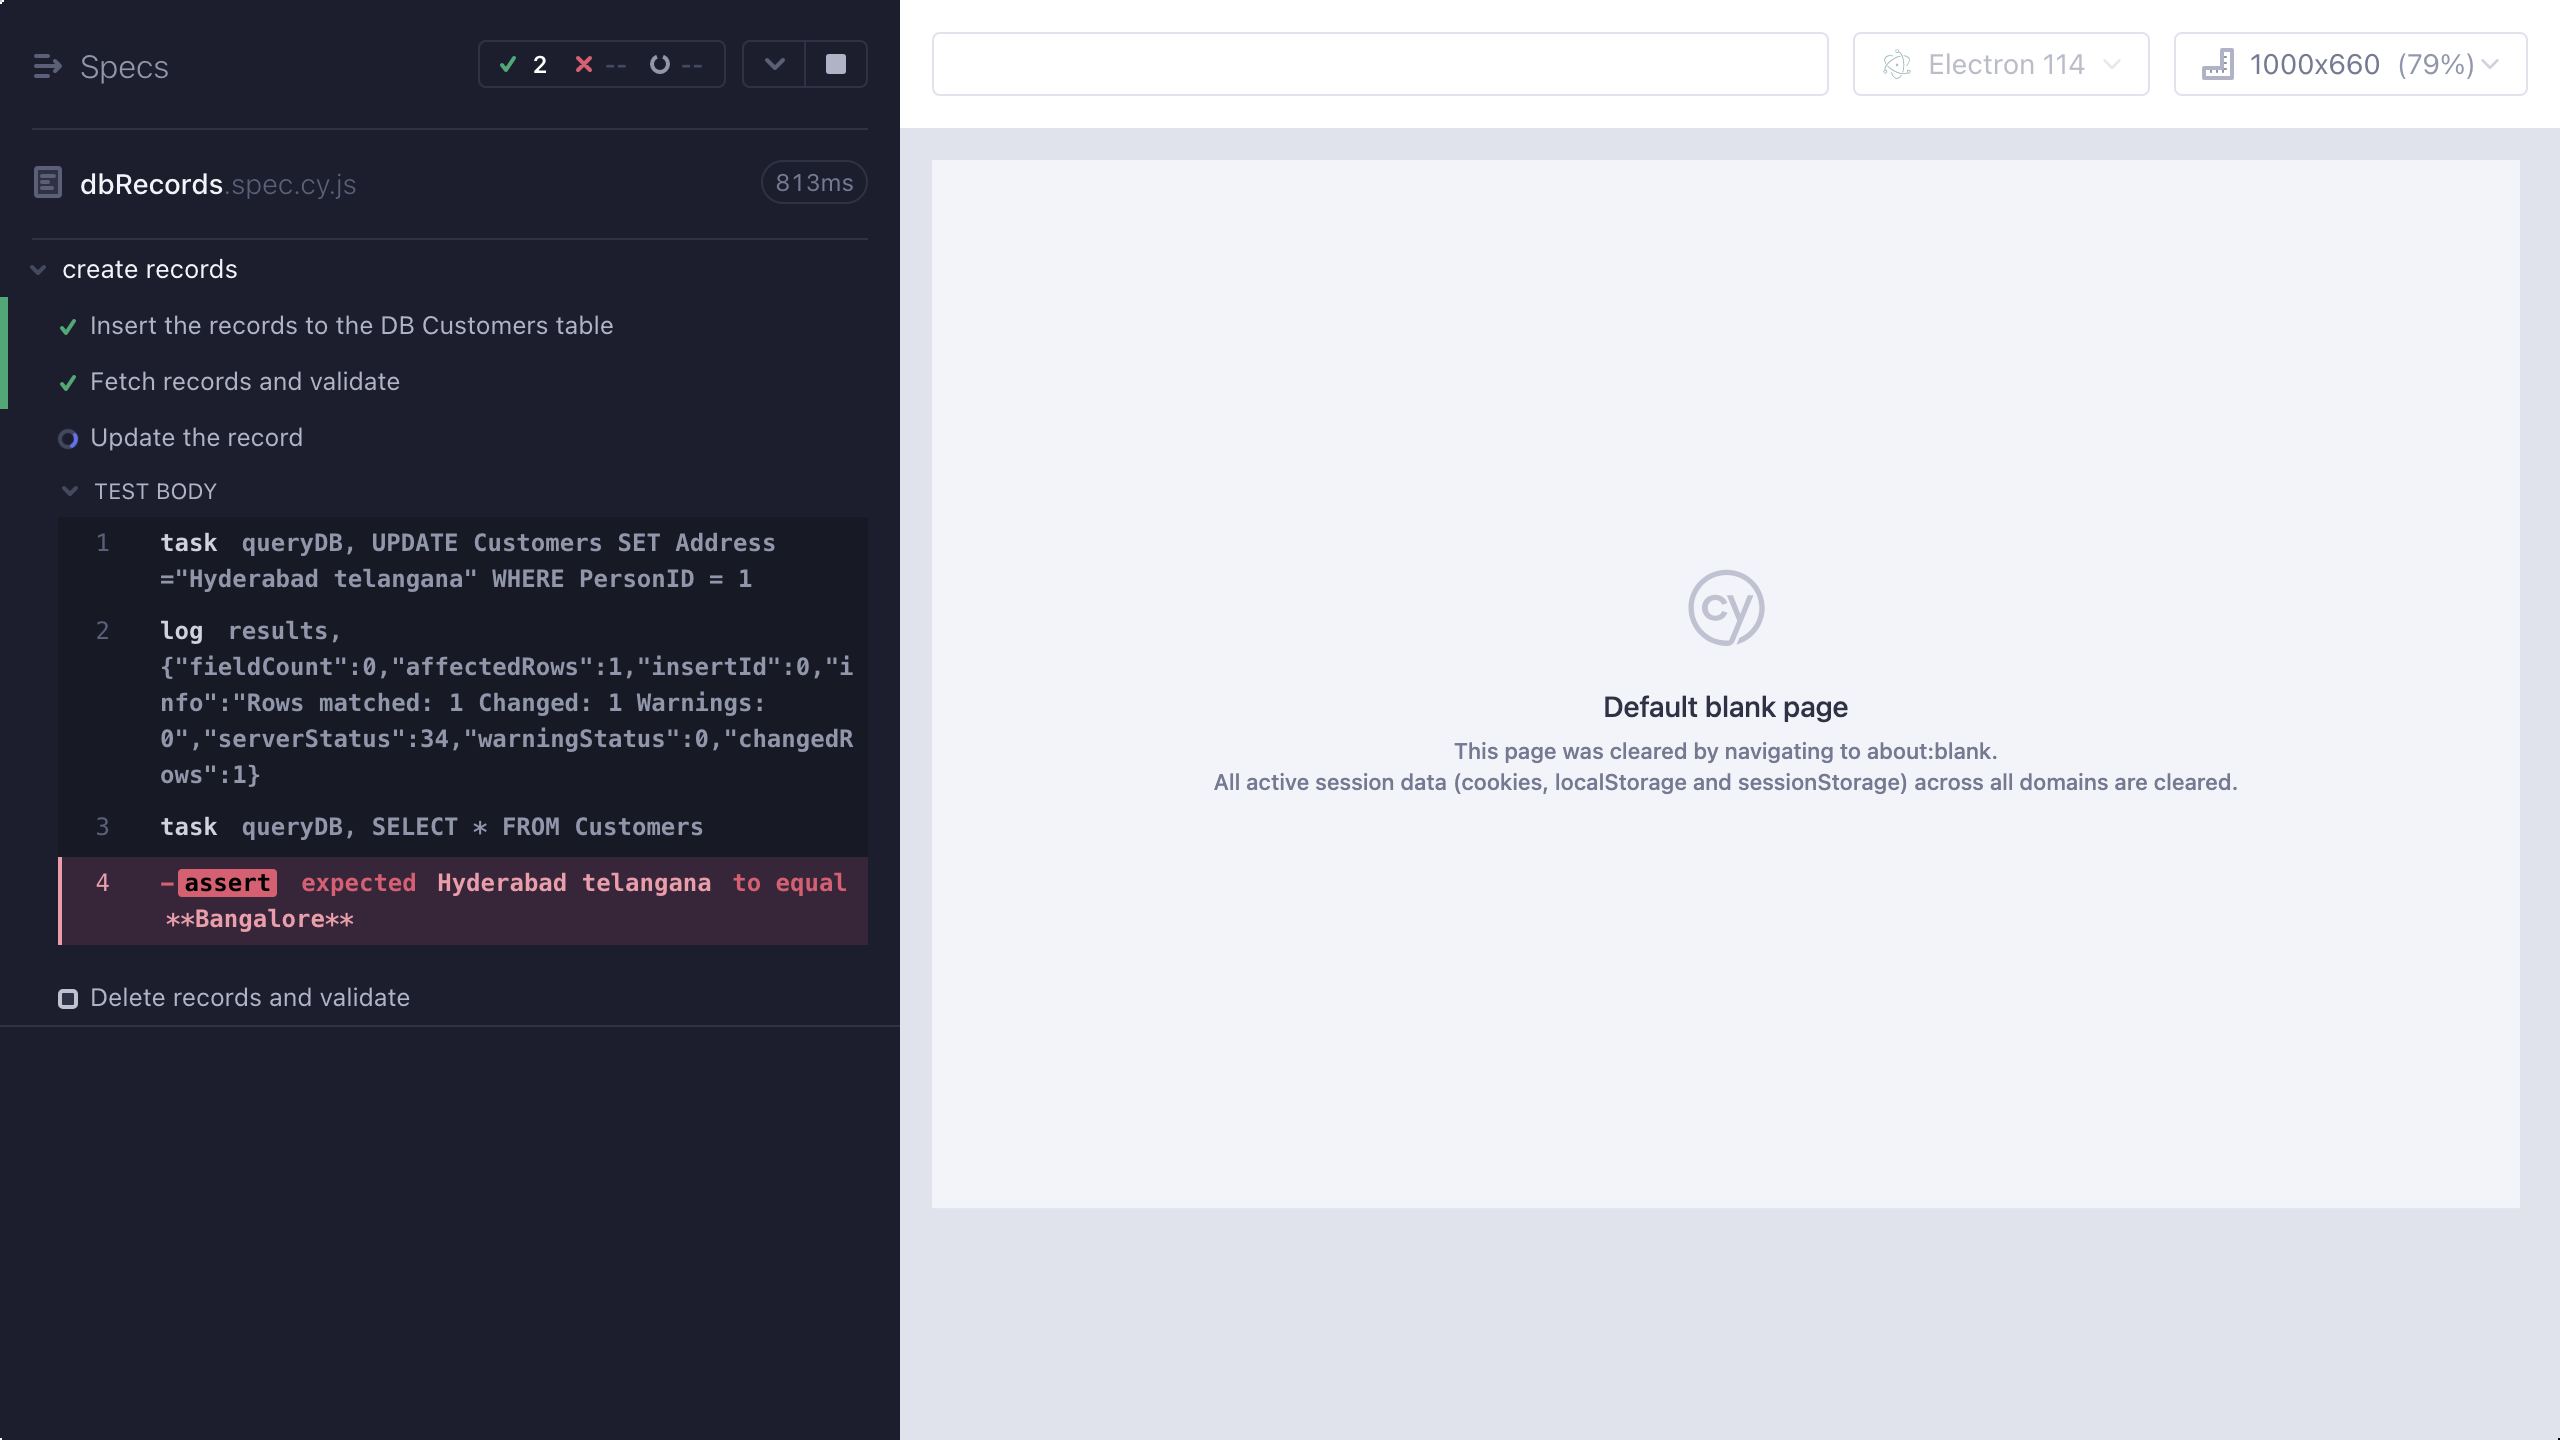 Specs
2 -- --
dbRecords.spec.cy.js
813ms
create records
Insert the records to the DB Customers table
Fetch records and validate
Update the record
TEST BODY
1 task queryDB, UPDATE Customers SET Address
="Hyderabad telangana" WHERE PersonID = 1
2 log results,
{"fieldCount":0,"affectedRows":1,"insertId":0,"i
nfo":"Rows matched: 1 Changed: 1 Warnings:
0","serverStatus":34,"warningStatus":0,"changedR
ows":1}
3 task queryDB, SELECT * FROM Customers
4 -assert expected Hyderabad telangana to equal
**Bangalore**
Delete records and validate
Electron 114
1000x660 (79%)
cy
Default blank page
This page was cleared by navigating to about:blank.
All active session data (cookies, localStorage and sessionStorage) across all domains are cleared.